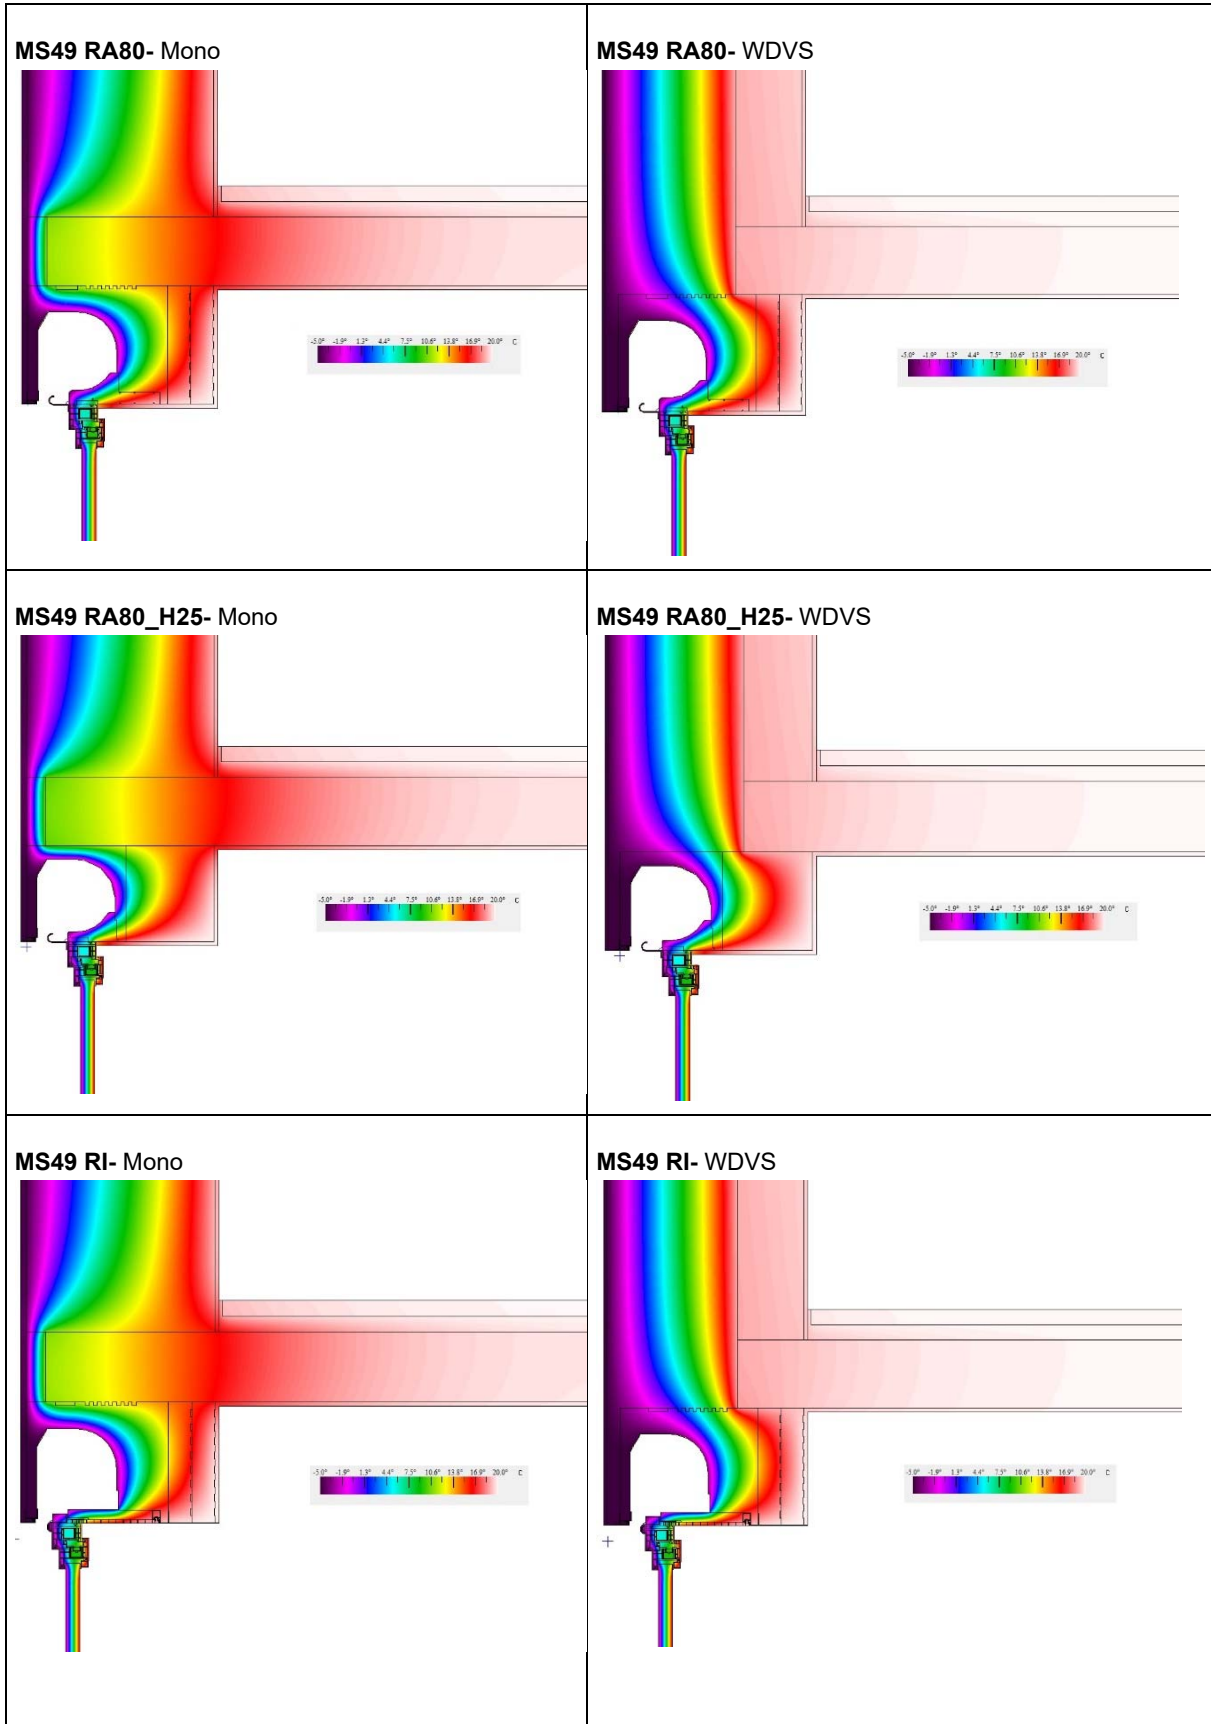 MS49 RA80- Mono
-5.0° -1.9° 1.3° 4.4° 7.5° 10.6° 13.8° 16.9° 20.0° C
MS49 RA80- WDVS
-5.0° -1.9° 1.3° 4.4° 7.5° 10.6° 13.8° 16.9° 20.0° C
MS49 RA80_H25- Mono
-5.0° -1.9° 1.3° 4.4° 7.5° 10.6° 13.8° 16.9° 20.0° C
MS49 RA80_H25- WDVS
-5.0° -1.9° 1.3° 4.4° 7.5° 10.6° 13.8° 16.9° 20.0° C
MS49 RI- Mono
-5.0° -1.9° 1.3° 4.4° 7.5° 10.6° 13.8° 16.9° 20.0° C
MS49 RI- WDVS
-5.0° -1.9° 1.3° 4.4° 7.5° 10.6° 13.8° 16.9° 20.0° C